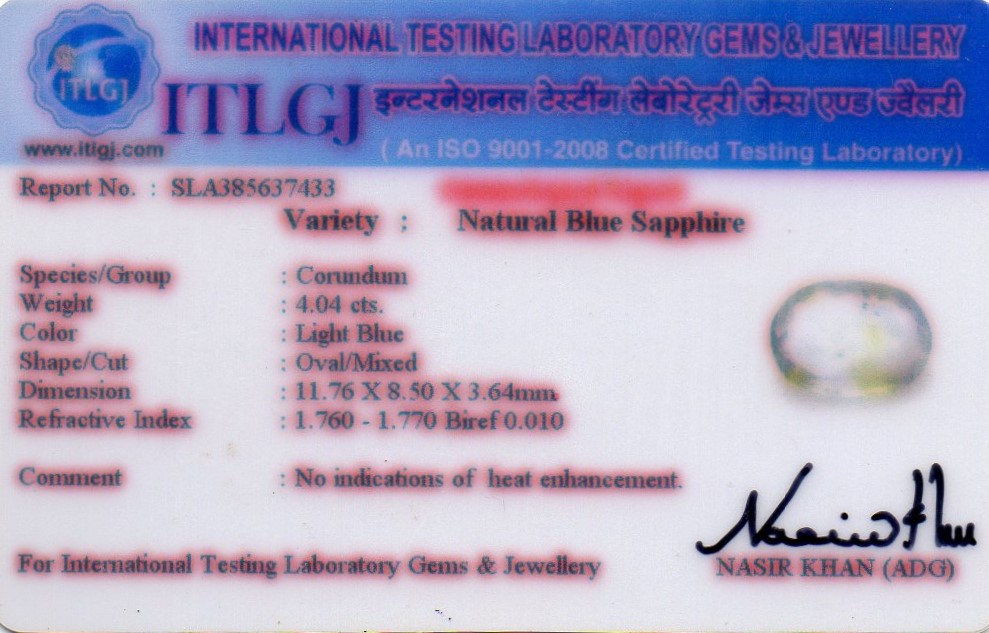 INTERNATIONAL TESTING LABORATORY GEMS & JEWELLERY
ITLGJ
ITLGJ इन्टरनेशनल टेस्टींग लेबोरेट्ररी जेम्स एण्ड ज्वैलरी
www.itlgj.com
( An ISO 9001-2008 Certified Testing Laboratory)
Report No. : SLA385637433
Variety : Natural Blue Sapphire
Species/Group : Corundum
Weight : 4.04 cts.
Color : Light Blue
Shape/Cut : Oval/Mixed
Dimension : 11.76 X 8.50 X 3.64mm
Refractive Index : 1.760 - 1.770 Biref 0.010
Comment : No indications of heat enhancement.
Nasir Khan
For International Testing Laboratory Gems & Jewellery
NASIR KHAN (ADG)